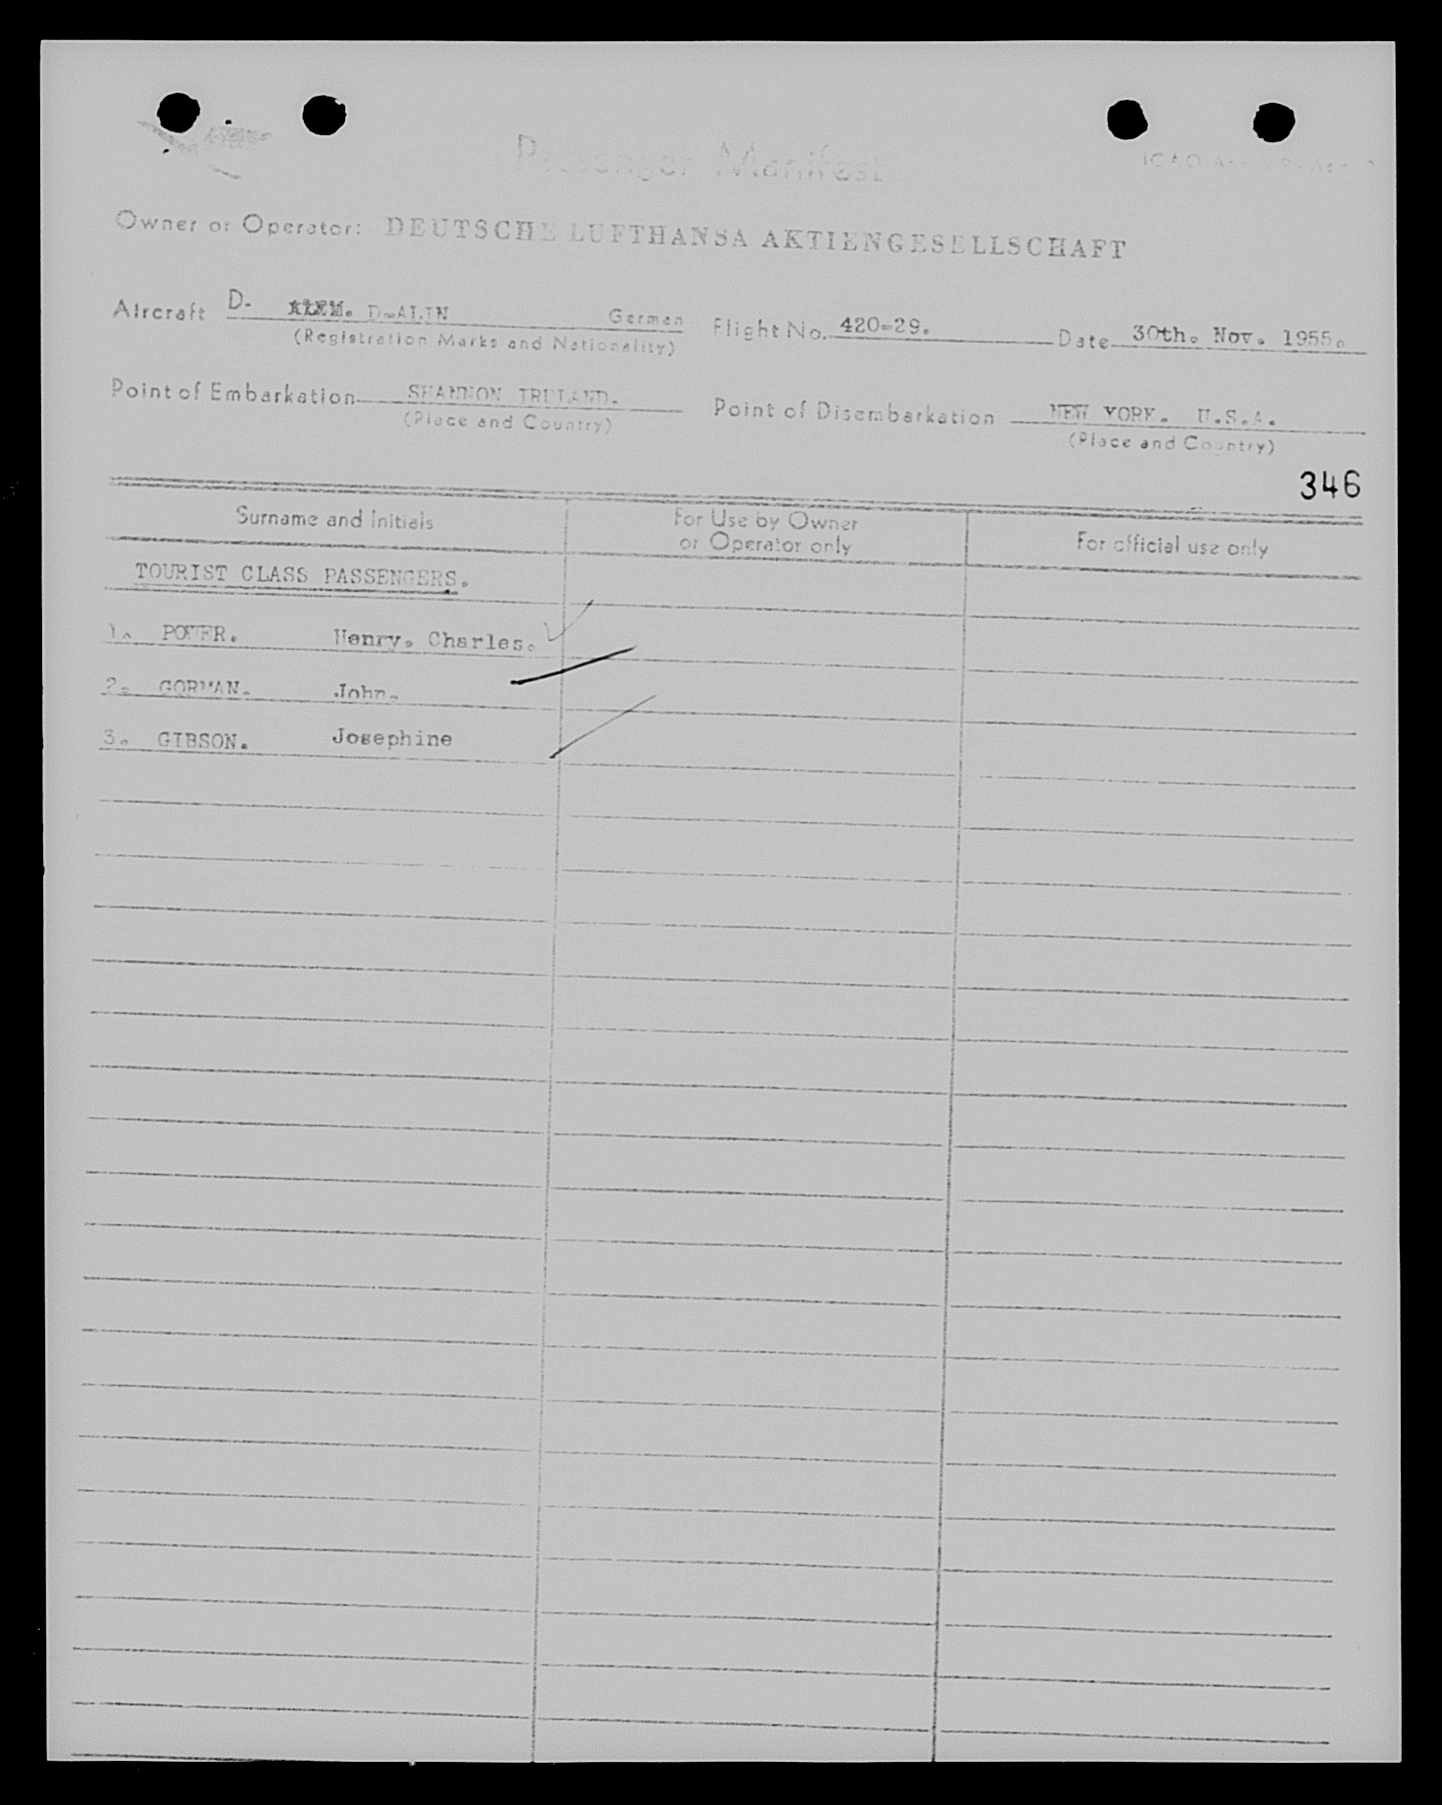 Passenger Manifest
Owner or Operator: DEUTSCHE LUFTHANSA AKTIENGESELLSCHAFT
Aircraft D- ALEM. D-ALIN German Flight No. 420-29. Date 30th. Nov. 1955.
(Registration Marks and Nationality)
Point of Embarkation SHANNON IRELAND. Point of Disembarkation NEW YORK. U.S.A.
(Place and Country) (Place and Country)
346
Surname and Initials For Use by Owner or Operator only For official use only
TOURIST CLASS PASSENGERS.
1. POWER. Henry. Charles.
2. GORMAN. John.
3. GIBSON. Josephine